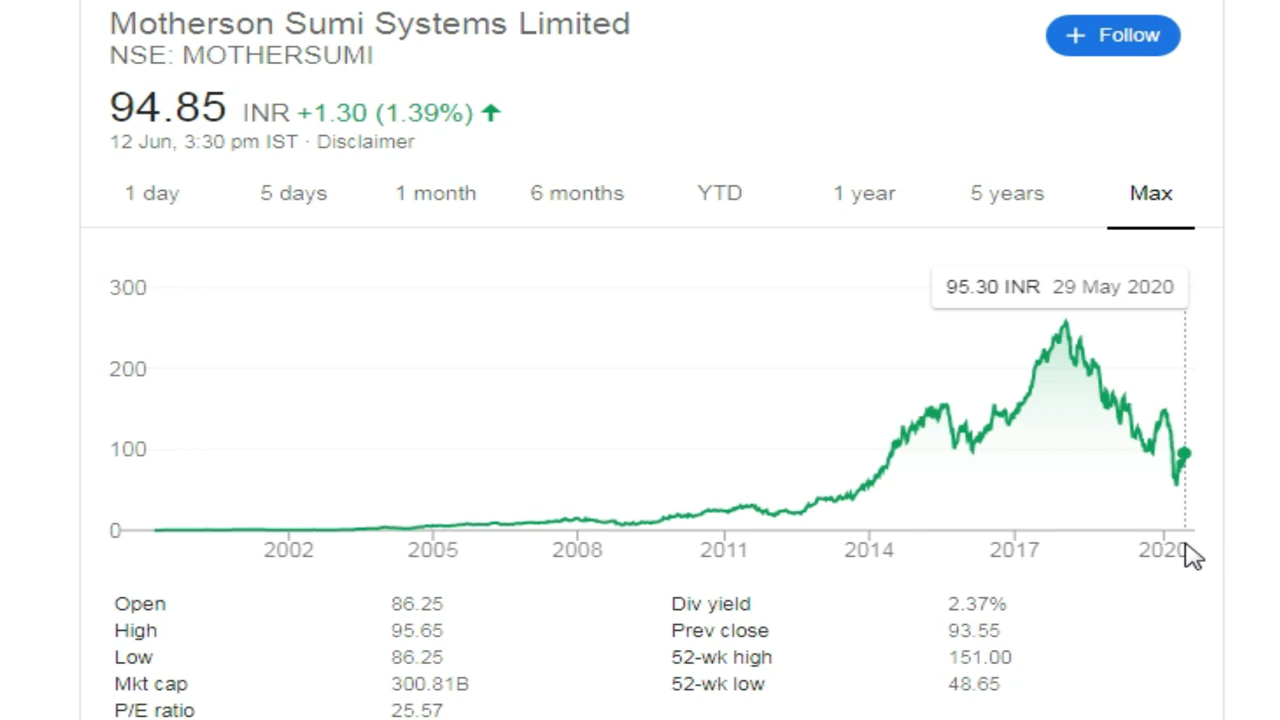 Motherson Sumi Systems Limited
+ Follow
NSE: MOTHERSUMI
94.85 INR +1.30 (1.39%)
12 Jun, 3:30 pm IST · Disclaimer
1 day 5 days 1 month 6 months YTD 1 year 5 years Max
95.30 INR 29 May 2020
300
200
100
0
2002 2005 2008 2011 2014 2017 2020
Open 86.25 Div yield 2.37%
High 95.65 Prev close 93.55
Low 86.25 52-wk high 151.00
Mkt cap 300.81B 52-wk low 48.65
P/E ratio 25.57